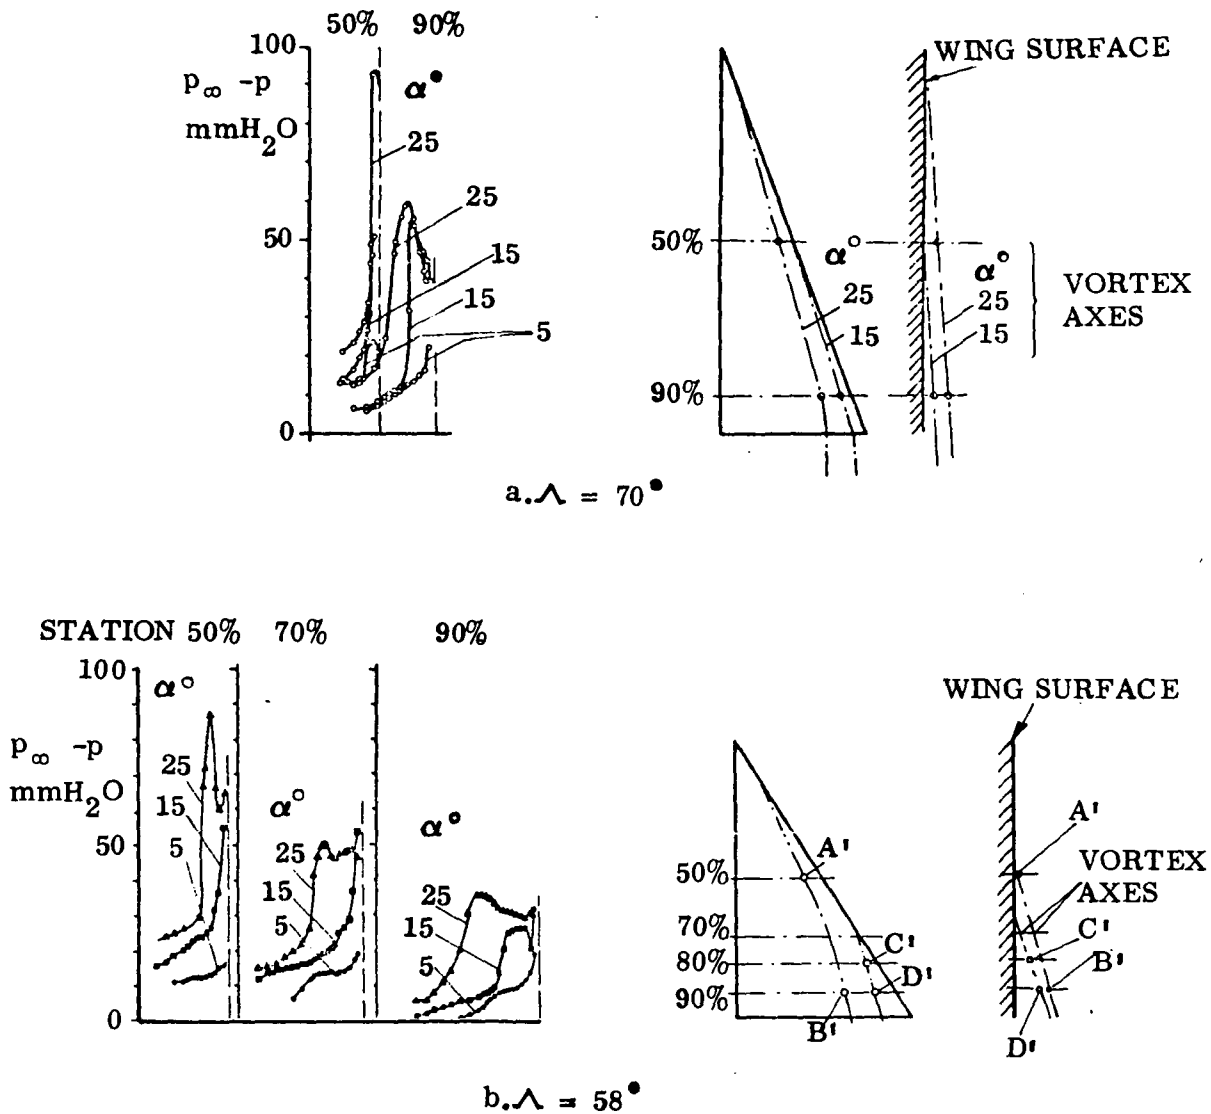 50% 90%
100
p∞ -p
mmH2O
α°
25
25
50
15
15
5
0
WING SURFACE
50%
α°
α°
25
25
15
15
VORTEX
AXES
90%
a. Λ = 70°
STATION 50% 70% 90%
100
α°
p∞ -p
mmH2O
25
15
5
50
0
α°
25
15
5
α°
25
15
5
WING SURFACE
A'
A'
50%
VORTEX
AXES
70%
C'
C'
80%
B'
D'
90%
B'
D'
b. Λ = 58°